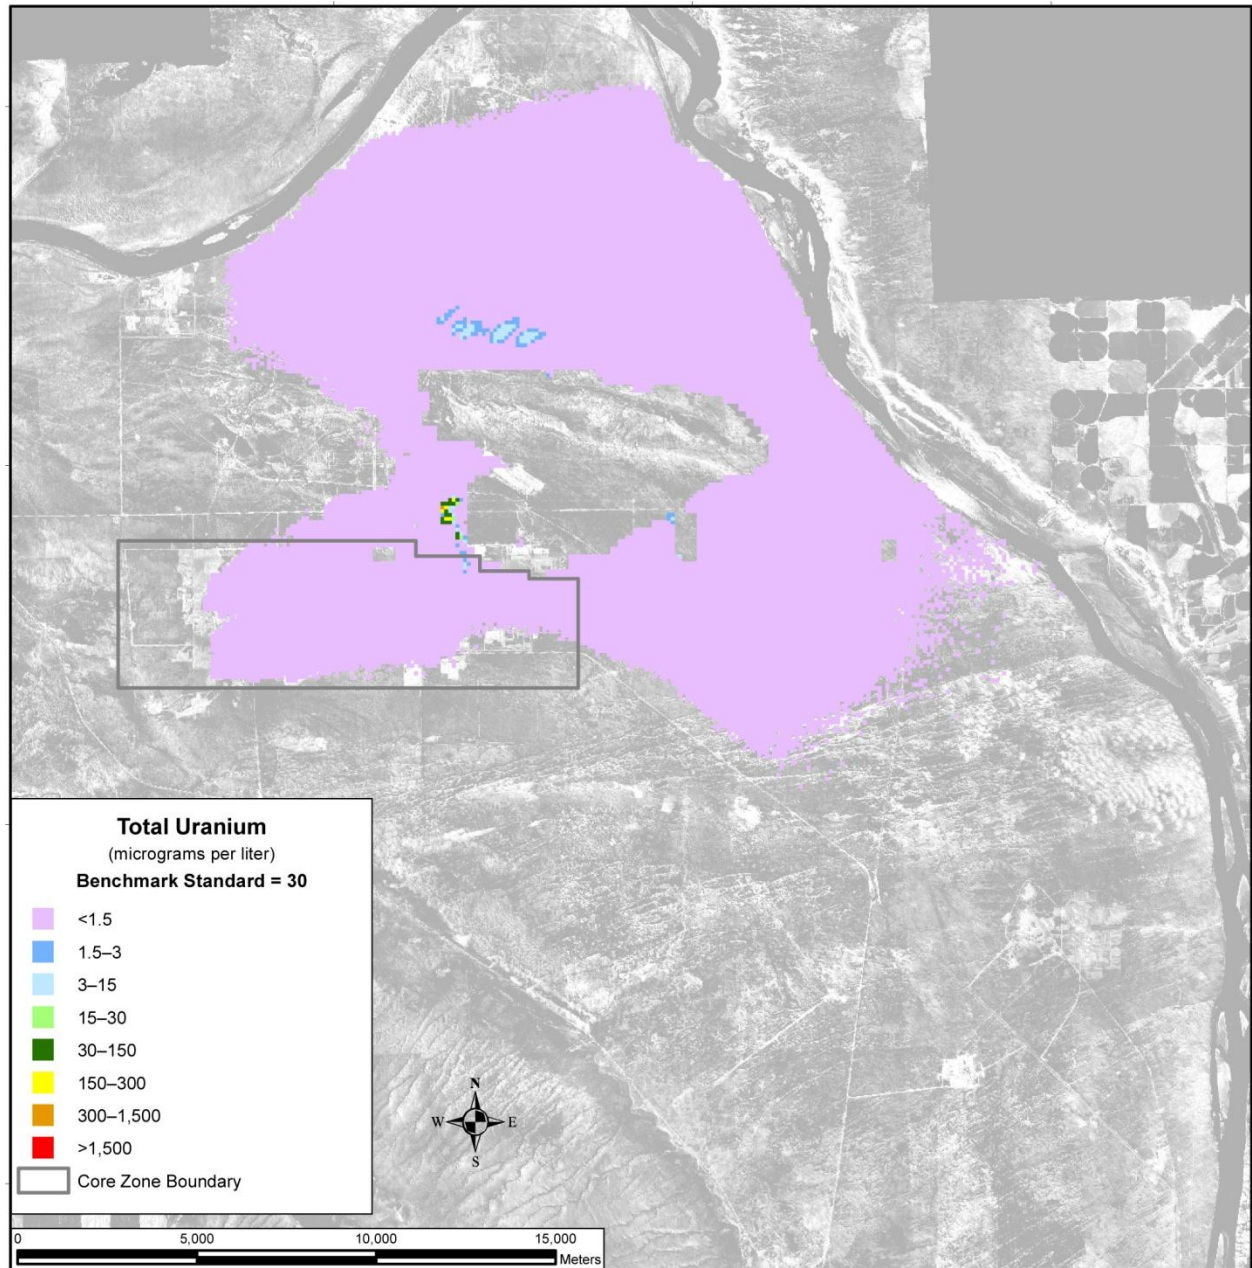 Total Uranium
(micrograms per liter)
Benchmark Standard = 30
<1.5
1.5–3
3–15
15–30
30–150
150–300
300–1,500
>1,500
Core Zone Boundary
N
W E
S
0 5,000 10,000 15,000
Meters